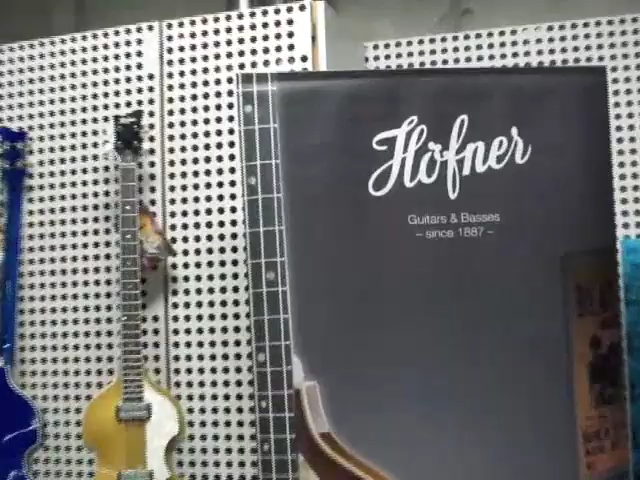 Höfner
Guitars & Basses
– since 1887 –